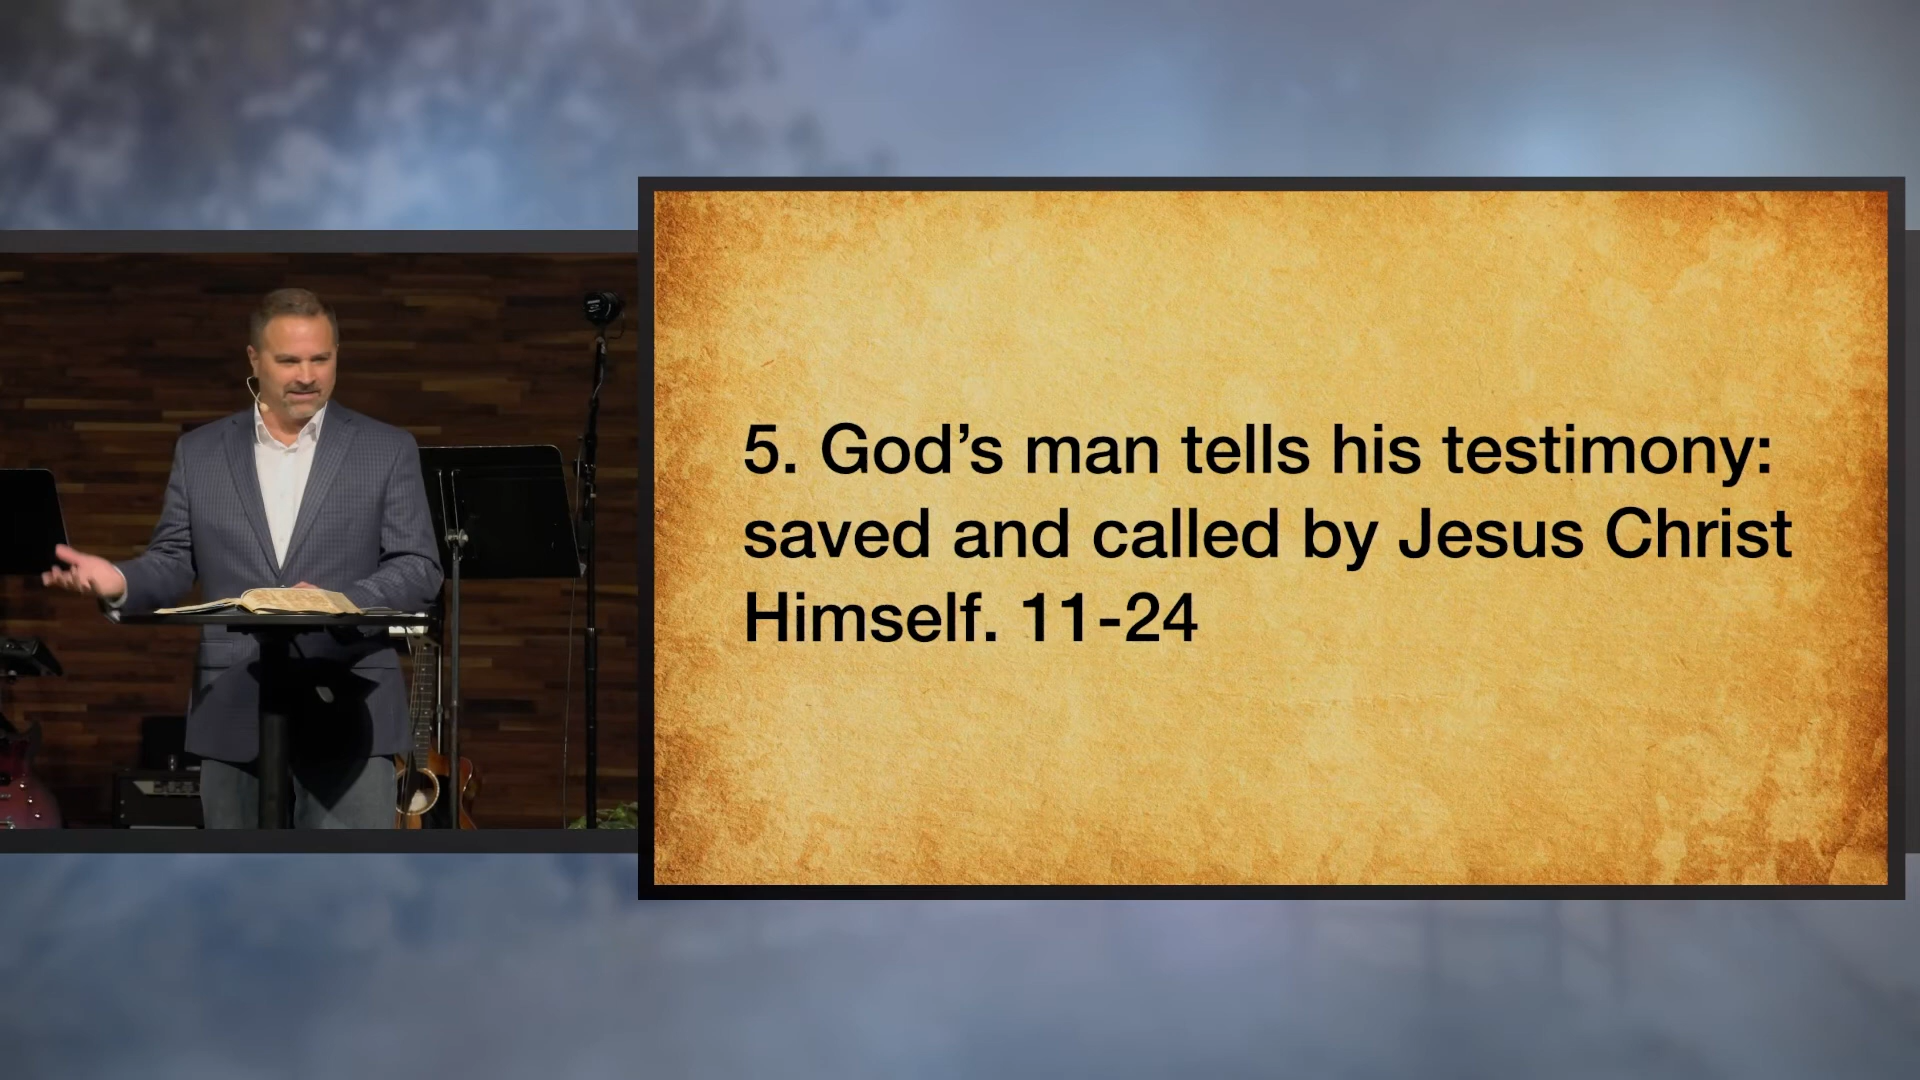 5. God’s man tells his testimony:
saved and called by Jesus Christ
Himself. 11-24